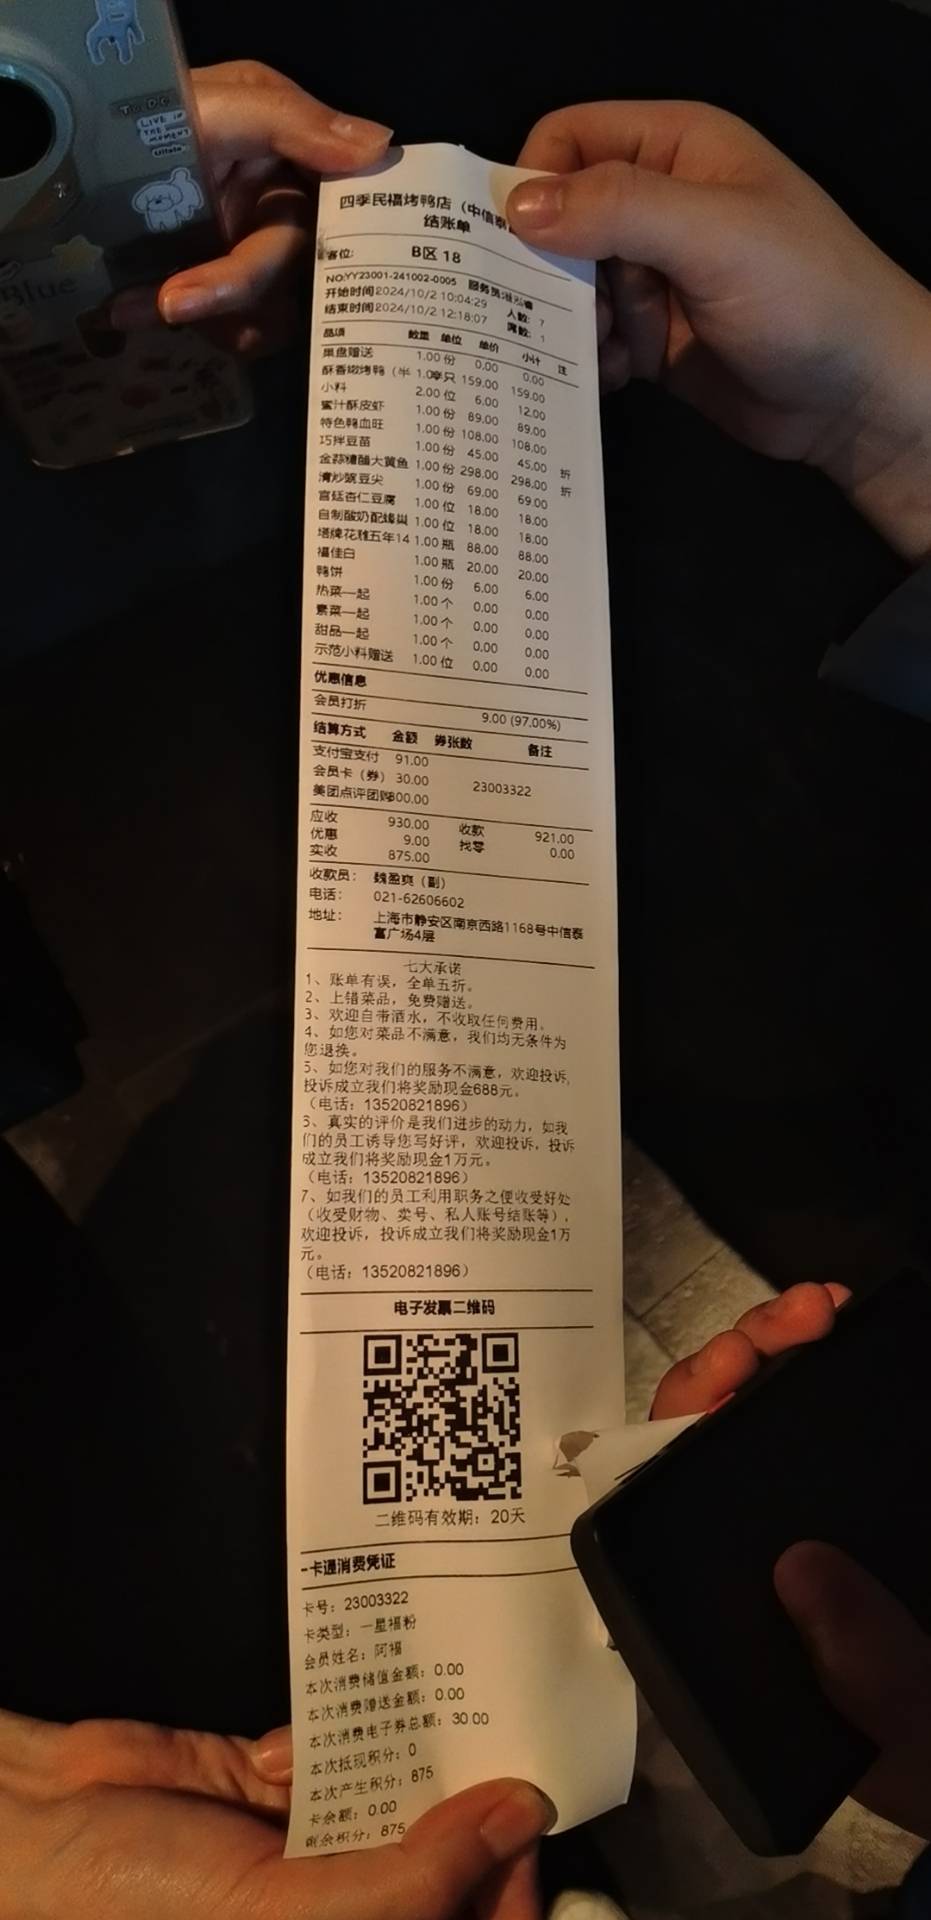 TO DO
LIVE IN
THE
MOMENT
Blue
四季民福烤鸭店（中信泰
结账单
客位: B区 18
NO:YY23001-241002-0005 服务员:
开始时间2024/10/2 10:04:29 人数: 7
结束时间2024/10/2 12:18:07 席数: 1
品项 数量 单位 单价 小计 注
果盘赠送 1.00 份 0.00 0.00
酥香嫩烤鸭（半 1.00 只 159.00 159.00
小料 2.00 位 6.00 12.00
蜜汁酥皮虾 1.00 份 89.00 89.00
特色鸭血旺 1.00 份 108.00 108.00
巧拌豆苗 1.00 份 45.00 45.00 折
金蒜糖醋大黄鱼 1.00 份 298.00 298.00 折
清炒豌豆尖 1.00 份 69.00 69.00
宫廷杏仁豆腐 1.00 位 18.00 18.00
自制酸奶配蜂巢 1.00 位 18.00 18.00
塔牌花雕五年14 1.00 瓶 88.00 88.00
福佳白 1.00 瓶 20.00 20.00
鸭饼 1.00 份 6.00 6.00
热菜一起 1.00 个 0.00 0.00
素菜一起 1.00 个 0.00 0.00
甜品一起 1.00 个 0.00 0.00
示范小料赠送 1.00 位 0.00 0.00
优惠信息
会员打折 9.00 (97.00%)
结算方式 金额 券张数 备注
支付宝支付 91.00
会员卡（券） 30.00 23003322
美团点评团购800.00
应收 930.00 收款 921.00
优惠 9.00 找零 0.00
实收 875.00
收款员: 魏盈爽（副）
电话: 021-62606602
地址: 上海市静安区南京西路1168号中信泰
富广场4层
七大承诺
1、账单有误，全单五折。
2、上错菜品，免费赠送。
3、欢迎自带酒水，不收取任何费用。
4、如您对菜品不满意，我们均无条件为
您退换。
5、如您对我们的服务不满意，欢迎投诉，
投诉成立我们将奖励现金688元。
（电话：13520821896）
6、真实的评价是我们进步的动力，如我
们的员工诱导您写好评，欢迎投诉，投诉
成立我们将奖励现金1万元。
（电话：13520821896）
7、如我们的员工利用职务之便收受好处
（收受财物、卖号、私人账号结账等），
欢迎投诉，投诉成立我们将奖励现金1万
元。
（电话：13520821896）
电子发票二维码
二维码有效期：20天
一卡通消费凭证
卡号：23003322
卡类型：一星福粉
会员姓名：阿福
本次消费储值金额：0.00
本次消费赠送金额：0.00
本次消费电子券总额：30.00
本次抵现积分：0
本次产生积分：875
卡余额：0.00
剩余积分：875